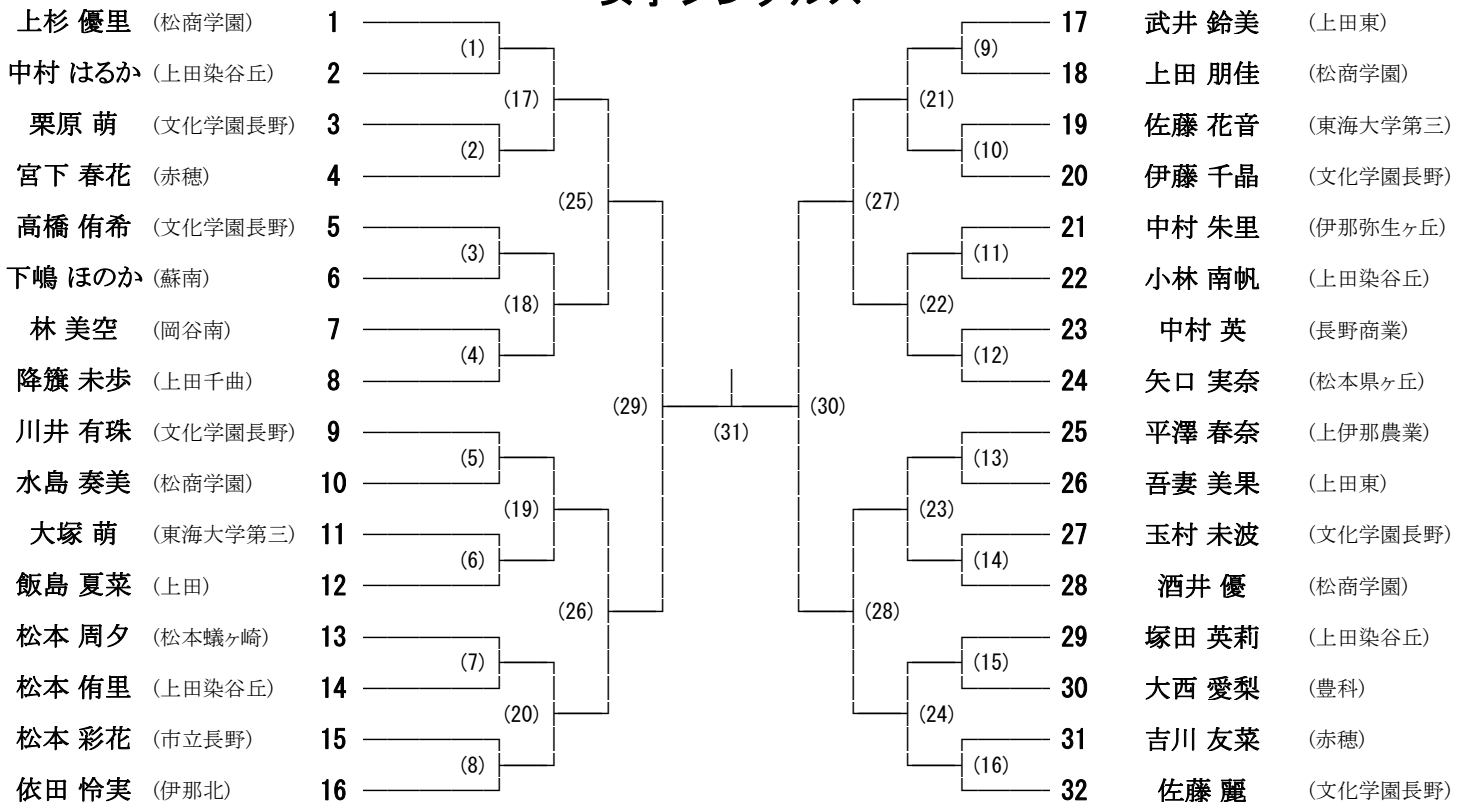 女子シングルス
上杉 優里 (松商学園) 1
中村 はるか (上田染谷丘) 2
栗原 萌 (文化学園長野) 3
宮下 春花 (赤穂) 4
高橋 侑希 (文化学園長野) 5
下嶋 ほのか (蘇南) 6
林 美空 (岡谷南) 7
降籏 未歩 (上田千曲) 8
川井 有珠 (文化学園長野) 9
水島 奏美 (松商学園) 10
大塚 萌 (東海大学第三) 11
飯島 夏菜 (上田) 12
松本 周夕 (松本蟻ヶ崎) 13
松本 侑里 (上田染谷丘) 14
松本 彩花 (市立長野) 15
依田 怜実 (伊那北) 16
(1)
(2)
(3)
(4)
(5)
(6)
(7)
(8)
(17)
(18)
(19)
(20)
(25)
(26)
(29)
(31)
(30)
(27)
(28)
(21)
(22)
(23)
(24)
(9)
(10)
(11)
(12)
(13)
(14)
(15)
(16)
17 武井 鈴美 (上田東)
18 上田 朋佳 (松商学園)
19 佐藤 花音 (東海大学第三)
20 伊藤 千晶 (文化学園長野)
21 中村 朱里 (伊那弥生ヶ丘)
22 小林 南帆 (上田染谷丘)
23 中村 英 (長野商業)
24 矢口 実奈 (松本県ヶ丘)
25 平澤 春奈 (上伊那農業)
26 吾妻 美果 (上田東)
27 玉村 未波 (文化学園長野)
28 酒井 優 (松商学園)
29 塚田 英莉 (上田染谷丘)
30 大西 愛梨 (豊科)
31 吉川 友菜 (赤穂)
32 佐藤 麗 (文化学園長野)